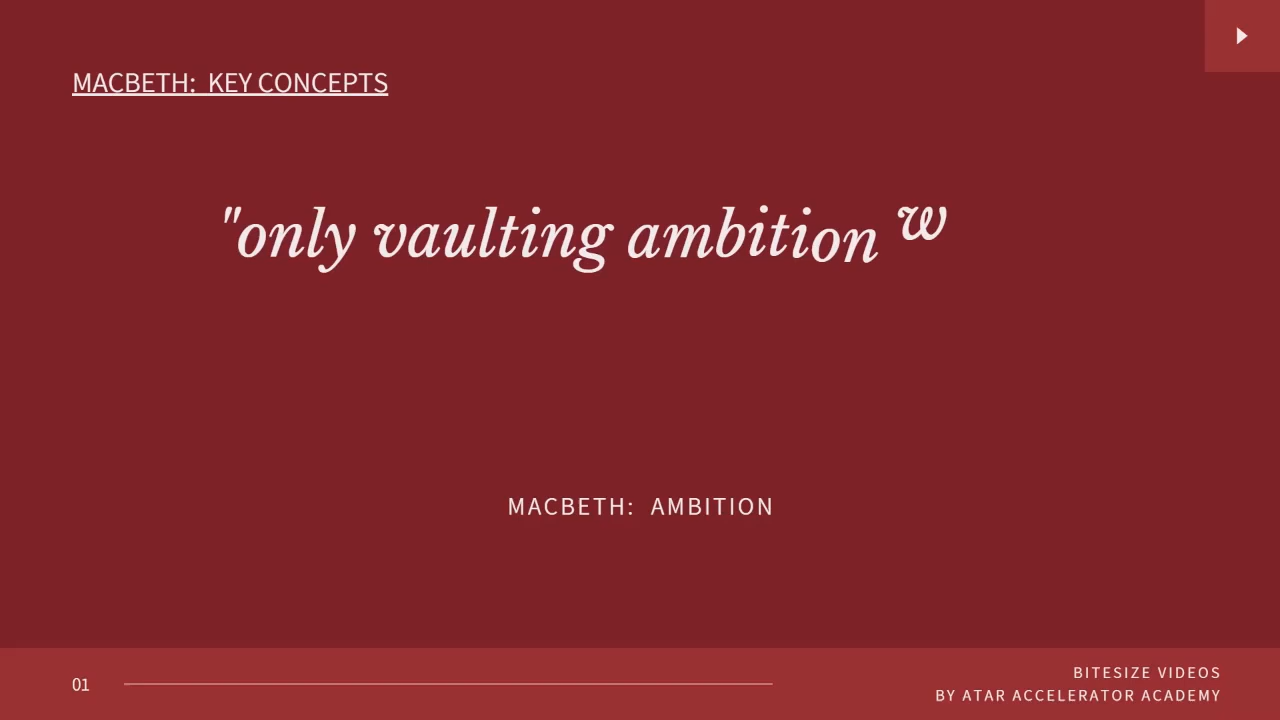 MACBETH: KEY CONCEPTS
"only vaulting ambition w
MACBETH: AMBITION
01
BITESIZE VIDEOS
BY ATAR ACCELERATOR ACADEMY